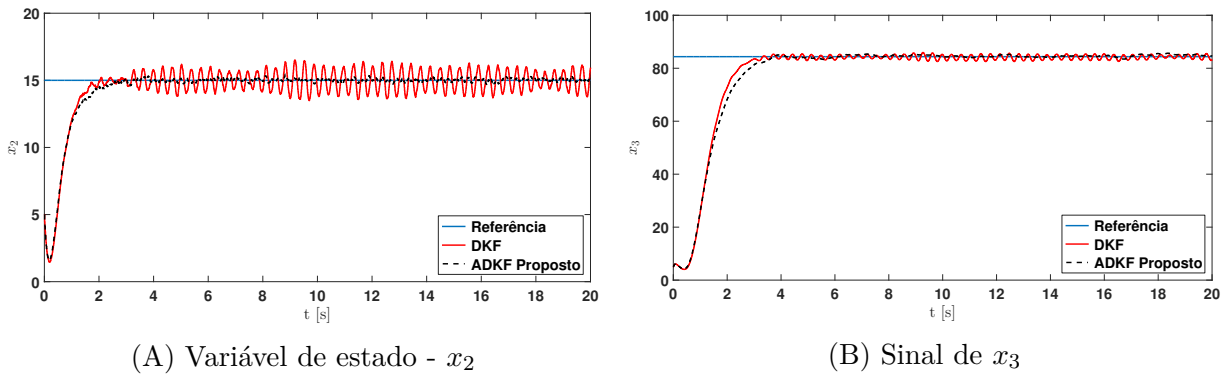 20
15
10
5
0
x₂
0 2 4 6 8 10 12 14 16 18 20
t [s]
Referência
DKF
ADKF Proposto
(A) Variável de estado - x₂
100
80
60
40
20
0
x₃
0 2 4 6 8 10 12 14 16 18 20
t [s]
Referência
DKF
ADKF Proposto
(B) Sinal de x₃